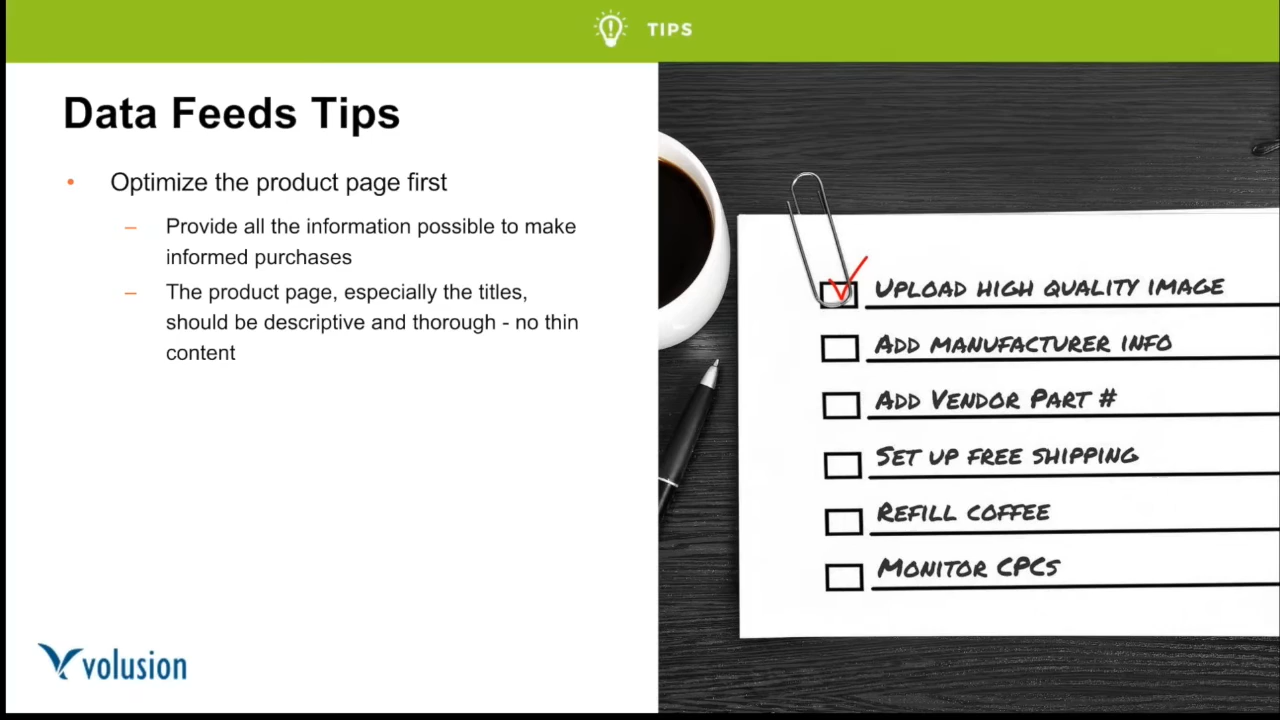 TIPS
Data Feeds Tips
• Optimize the product page first
– Provide all the information possible to make
informed purchases
– The product page, especially the titles,
should be descriptive and thorough - no thin
content
volusion
UPLOAD HIGH QUALITY IMAGE
ADD MANUFACTURER INFO
ADD VENDOR PART #
SET UP FREE SHIPPING
REFILL COFFEE
MONITOR CPCS